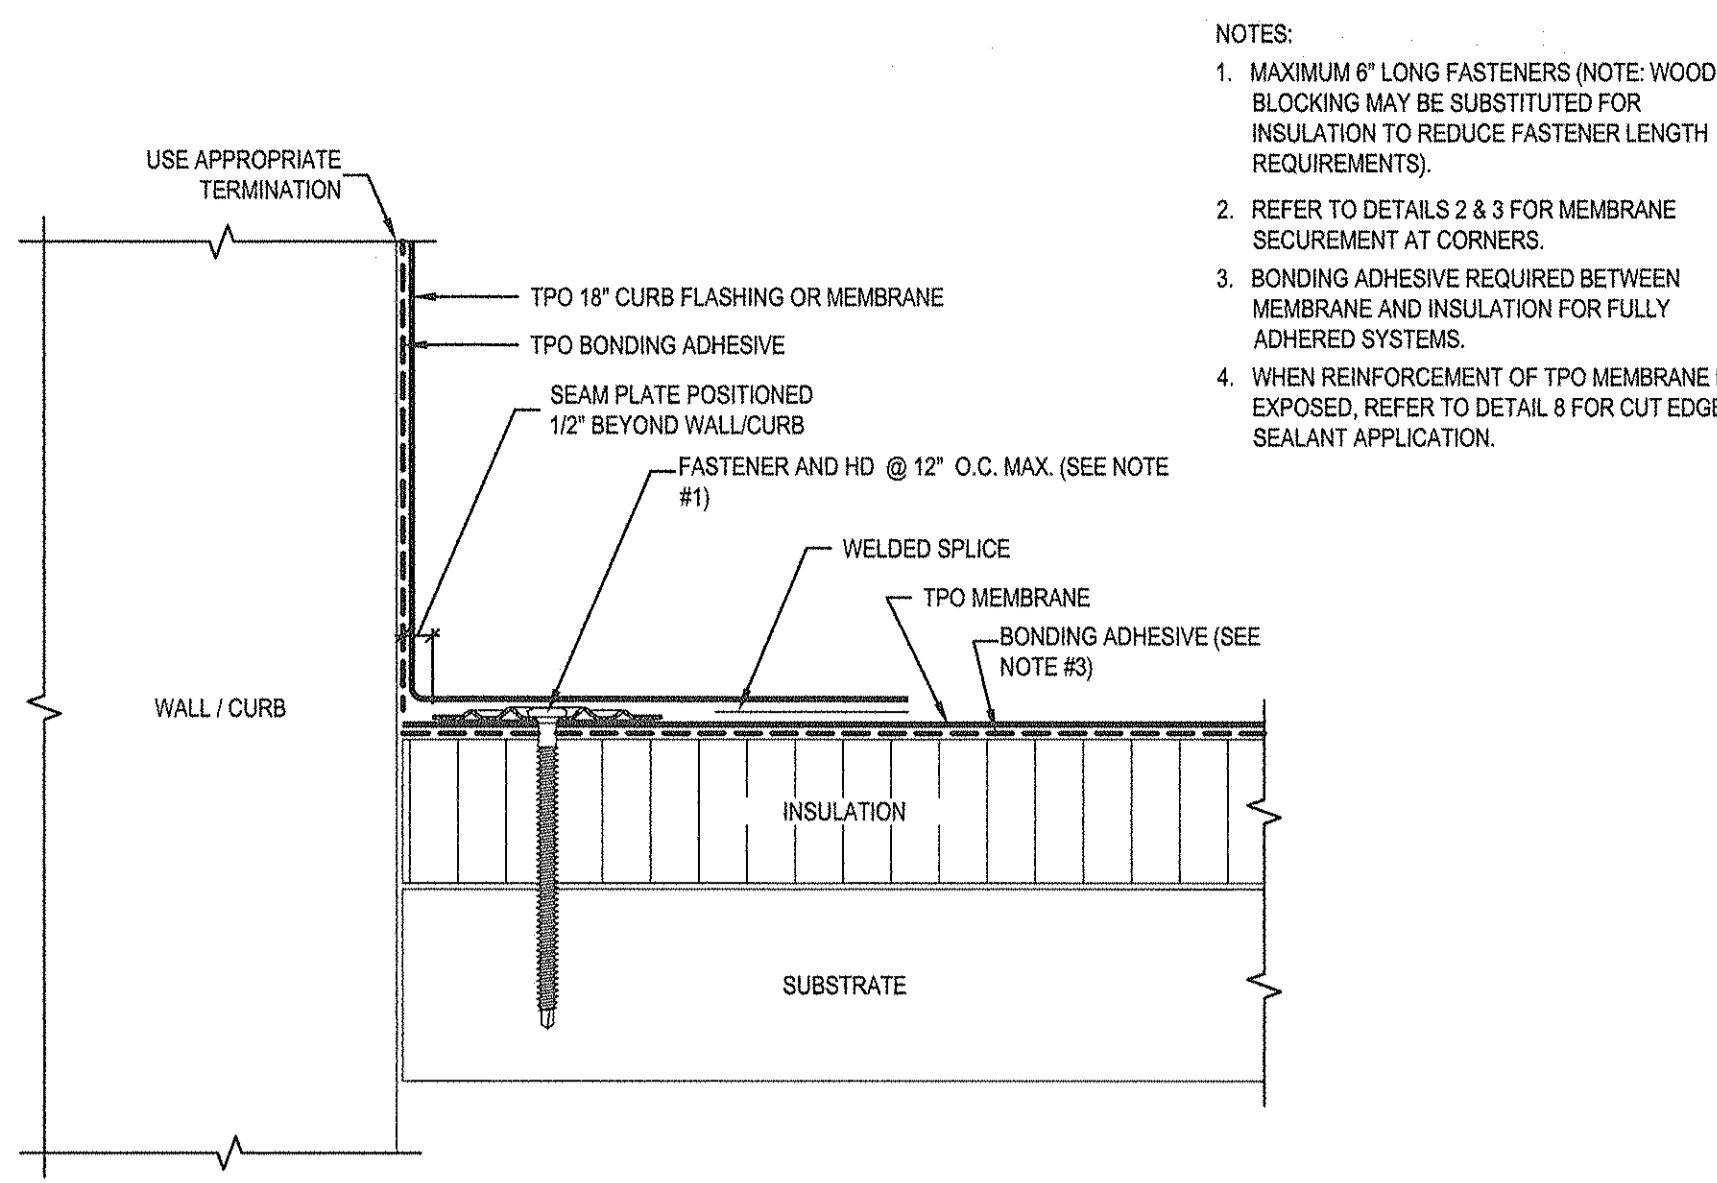 NOTES:
1. MAXIMUM 6" LONG FASTENERS (NOTE: WOOD
BLOCKING MAY BE SUBSTITUTED FOR
INSULATION TO REDUCE FASTENER LENGTH
REQUIREMENTS).
2. REFER TO DETAILS 2 & 3 FOR MEMBRANE
SECUREMENT AT CORNERS.
3. BONDING ADHESIVE REQUIRED BETWEEN
MEMBRANE AND INSULATION FOR FULLY
ADHERED SYSTEMS.
4. WHEN REINFORCEMENT OF TPO MEMBRANE
EXPOSED, REFER TO DETAIL 8 FOR CUT EDGE
SEALANT APPLICATION.
USE APPROPRIATE
TERMINATION
TPO 18" CURB FLASHING OR MEMBRANE
TPO BONDING ADHESIVE
SEAM PLATE POSITIONED
1/2" BEYOND WALL/CURB
FASTENER AND HD @ 12" O.C. MAX. (SEE NOTE
#1)
WELDED SPLICE
TPO MEMBRANE
BONDING ADHESIVE (SEE
NOTE #3)
WALL / CURB
INSULATION
SUBSTRATE